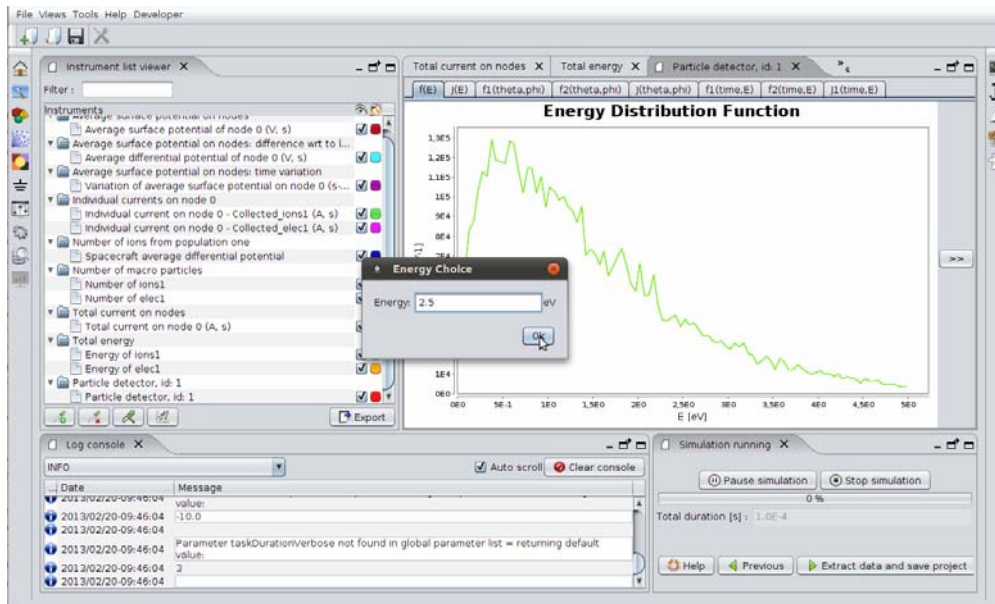 File Views Tools Help Developer
Instrument list viewer X
Filter :
Instruments
Average surface potential on nodes
Average surface potential of node 0 (V, s)
Average surface potential on nodes: difference wrt to l...
Average differential potential of node 0 (V, s)
Average surface potential on nodes: time variation
Variation of average surface potential on node 0 (s-...
Individual currents on node 0
Individual current on node 0 - Collected_ions1 (A, s)
Individual current on node 0 - Collected_elec1 (A, s)
Number of ions from population one
Spacecraft average differential potential
Number of macro particles
Number of ions1
Number of elec1
Total current on nodes
Total current on node 0 (A, s)
Total energy
Energy of ions1
Energy of elec1
Particle detector, id: 1
Particle detector, id: 1
Export
Total current on nodes X Total energy X Particle detector, id: 1 X
f(E) J(E) f1(theta,phi) f2(theta,phi) J(theta,phi) f1(time,E) f2(time,E) J1(time,E)
Energy Distribution Function
1,3E5
1,2E5
1,1E5
1E5
9E4
8E4
7E4
1E4
0E0
0E0 5E-1 1E0 1,5E0 2E0 2,5E0 3E0 3,5E0 4E0 4,5E0 5E0
E [eV]
>>
Energy Choice
Energy: 2.5 eV
Ok
Log console X
INFO Auto scroll Clear console
... Date Message
2013/02/20-09:46:04 value:
2013/02/20-09:46:04 -10.0
2013/02/20-09:46:04
2013/02/20-09:46:04 Parameter taskDurationVerbose not found in global parameter list = returning default value:
2013/02/20-09:46:04 3
2013/02/20-09:46:04
Simulation running X
Pause simulation Stop simulation
0 %
Total duration [s] : 1.0E-4
Help Previous Extract data and save project